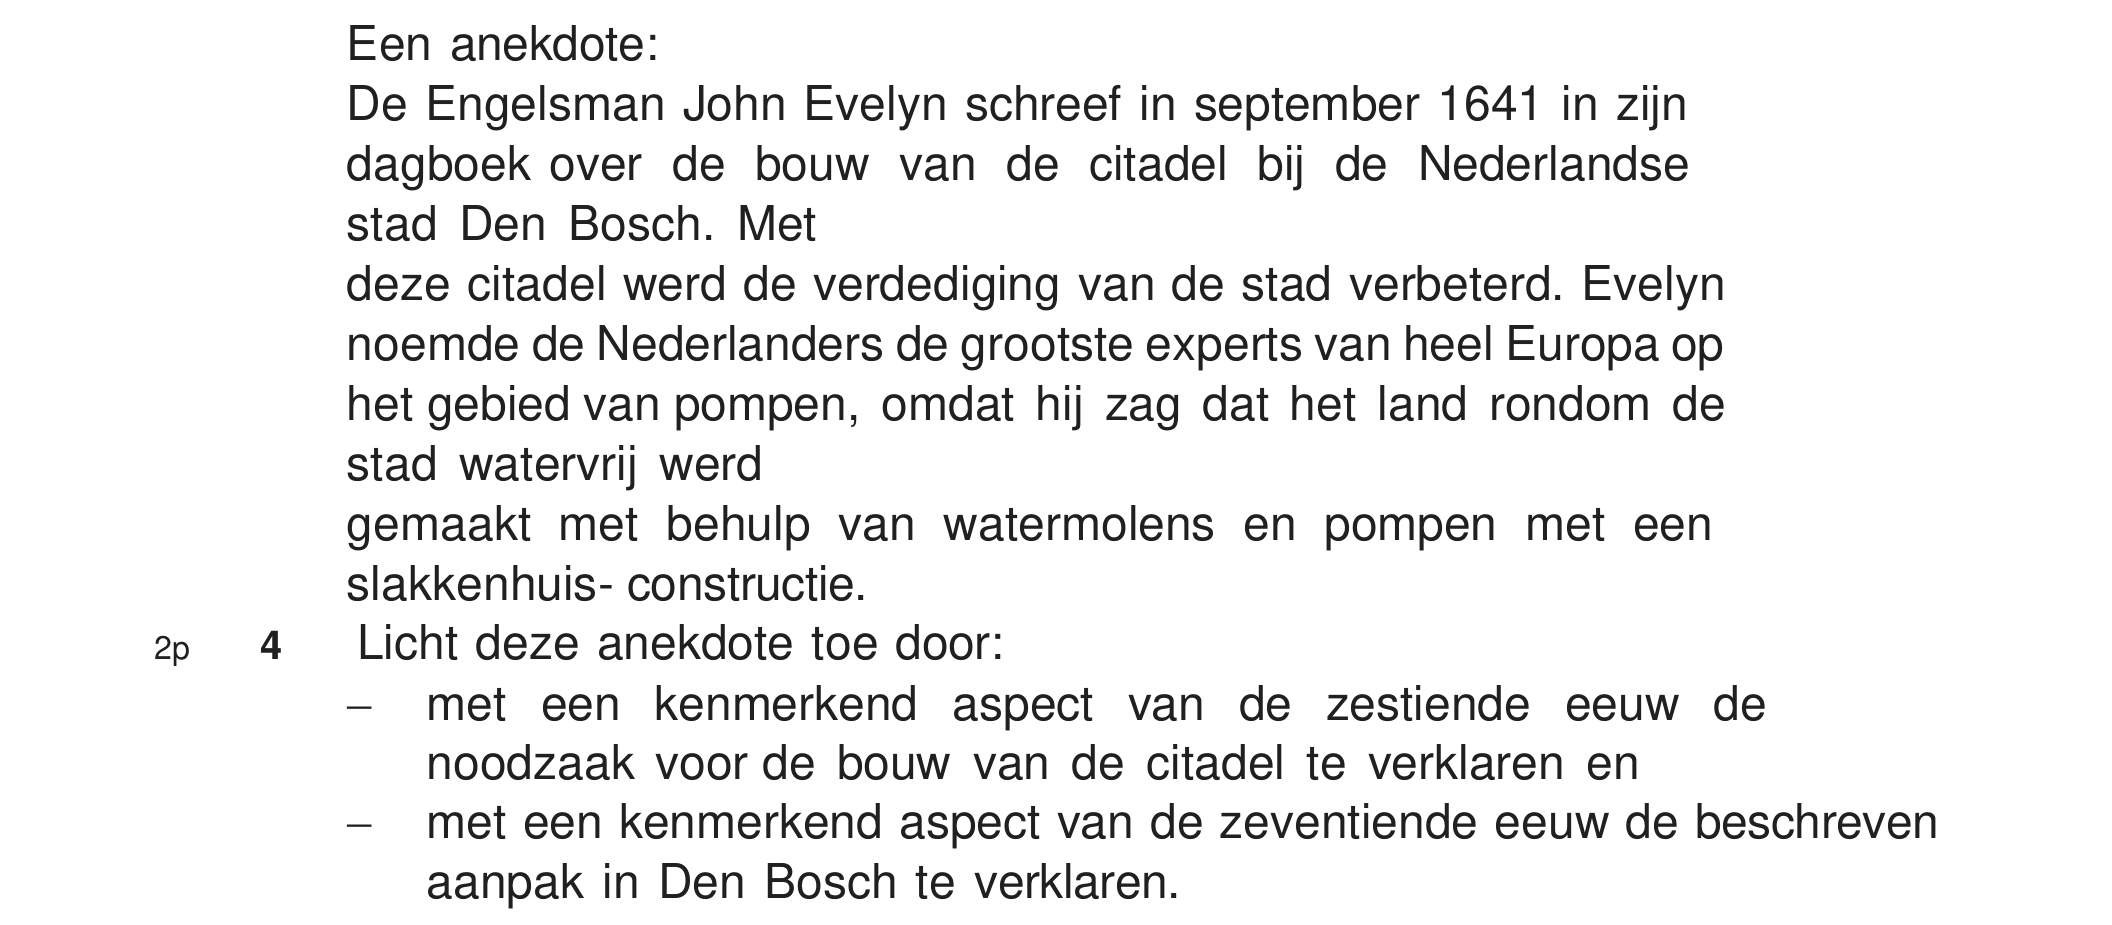 Een anekdote:
De Engelsman John Evelyn schreef in september 1641 in zijn
dagboek over de bouw van de citadel bij de Nederlandse
stad Den Bosch. Met
deze citadel werd de verdediging van de stad verbeterd. Evelyn
noemde de Nederlanders de grootste experts van heel Europa op
het gebied van pompen, omdat hij zag dat het land rondom de
stad watervrij werd
gemaakt met behulp van watermolens en pompen met een
slakkenhuis- constructie.
2p 4 Licht deze anekdote toe door:
– met een kenmerkend aspect van de zestiende eeuw de
noodzaak voor de bouw van de citadel te verklaren en
– met een kenmerkend aspect van de zeventiende eeuw de beschreven
aanpak in Den Bosch te verklaren.